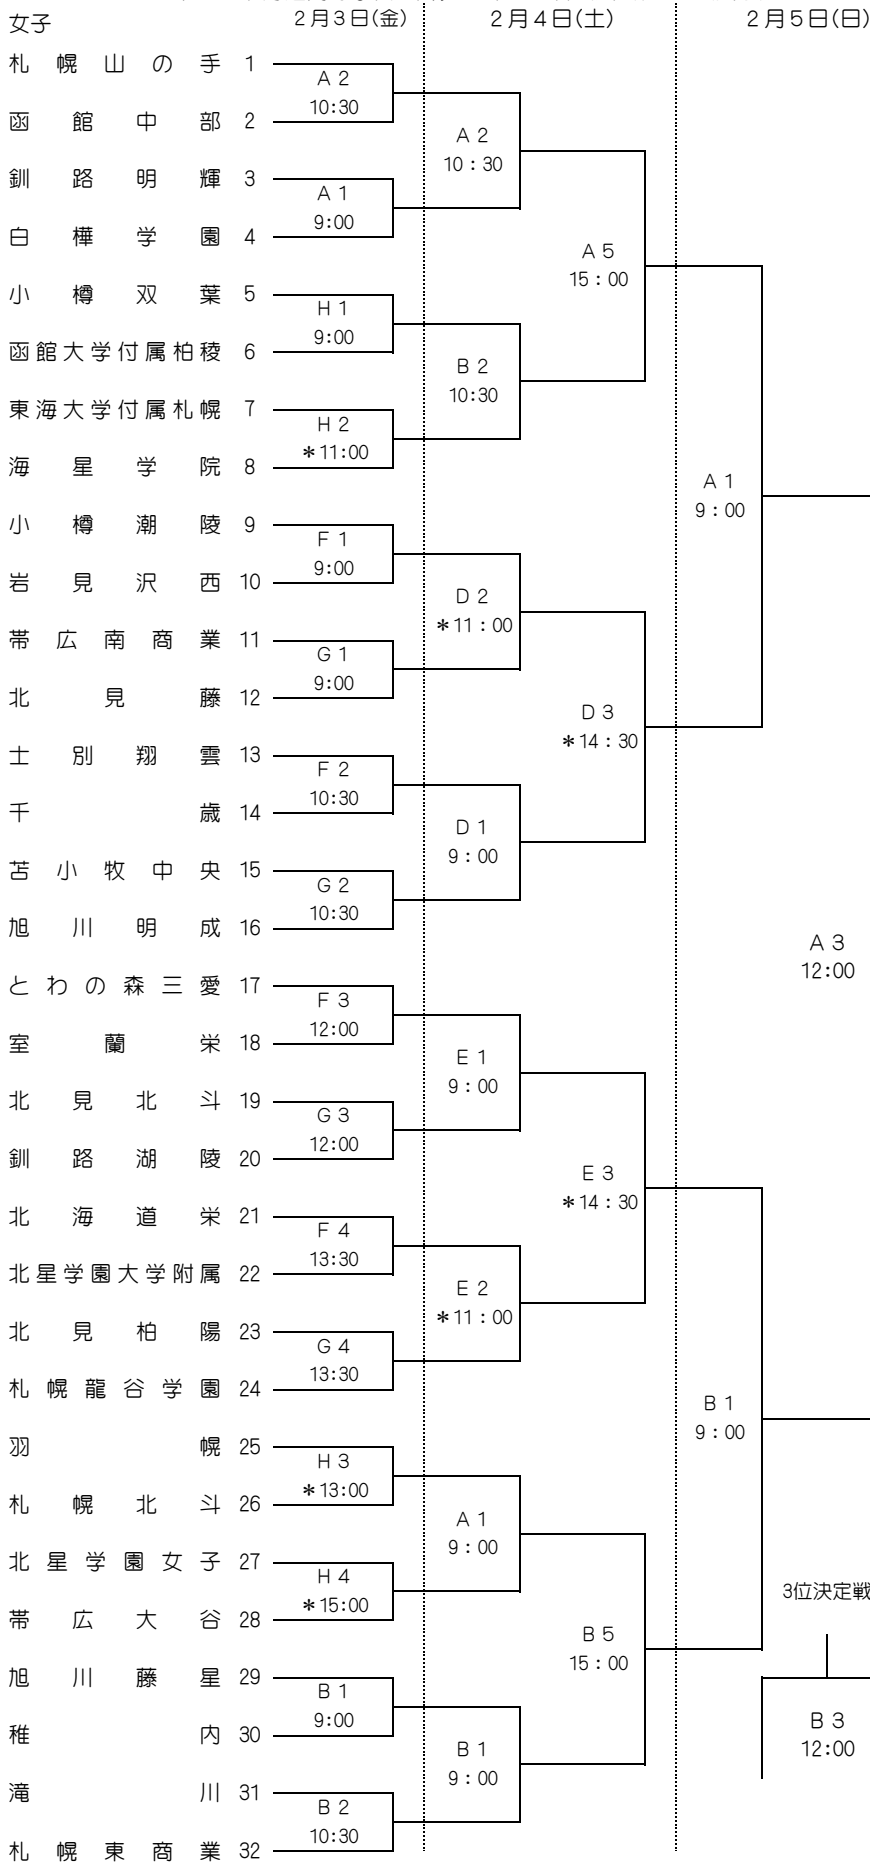 女子
2月3日(金) 2月4日(土) 2月5日(日)
札幌山の手 1
A 2
10:30
函館中部 2
A 2
10：30
釧路明輝 3
A 1
9:00
白樺学園 4
A 5
15：00
小樽双葉 5
H 1
9:00
函館大学付属柏稜 6
B 2
10:30
東海大学付属札幌 7
H 2
＊11:00
海星学院 8
A 1
9：00
小樽潮陵 9
F 1
9:00
岩見沢西 10
D 2
＊11：00
帯広南商業 11
G 1
9:00
北見藤 12
D 3
＊14：30
士別翔雲 13
F 2
10:30
千歳 14
D 1
9：00
苫小牧中央 15
G 2
10:30
旭川明成 16
A 3
12:00
とわの森三愛 17
F 3
12:00
室蘭栄 18
E 1
9：00
北見北斗 19
G 3
12:00
釧路湖陵 20
E 3
＊14：30
北海道栄 21
F 4
13:30
北星学園大学附属 22
E 2
＊11：00
北見柏陽 23
G 4
13:30
札幌龍谷学園 24
B 1
9：00
羽幌 25
H 3
＊13:00
札幌北斗 26
A 1
9：00
北星学園女子 27
H 4
＊15:00
3位決定戦
帯広大谷 28
B 5
15：00
旭川藤星 29
B 1
9:00
稚内 30
B 3
12:00
B 1
9：00
滝川 31
B 2
10:30
札幌東商業 32